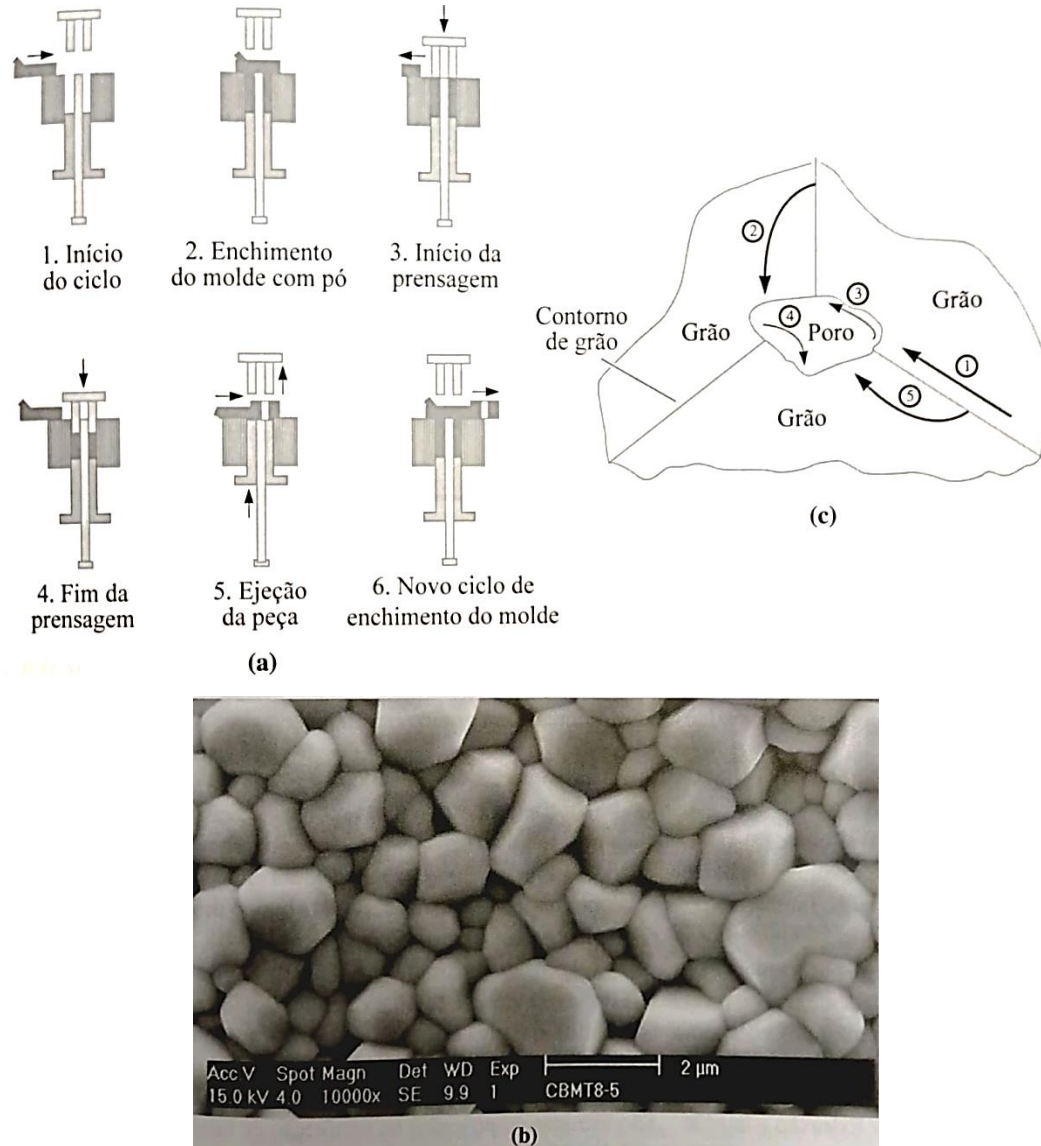 1. Início
do ciclo
2. Enchimento
do molde com pó
3. Início da
prensagem
4. Fim da
prensagem
5. Ejeção
da peça
6. Novo ciclo de
enchimento do molde
(a)
2
3
Grão
4
Poro
Grão
Contorno
de grão
1
5
Grão
(c)
Acc.V Spot Magn Det WD Exp 2 µm
15.0 kV 4.0 10000x SE 9.9 1 CBMT8-5
(b)